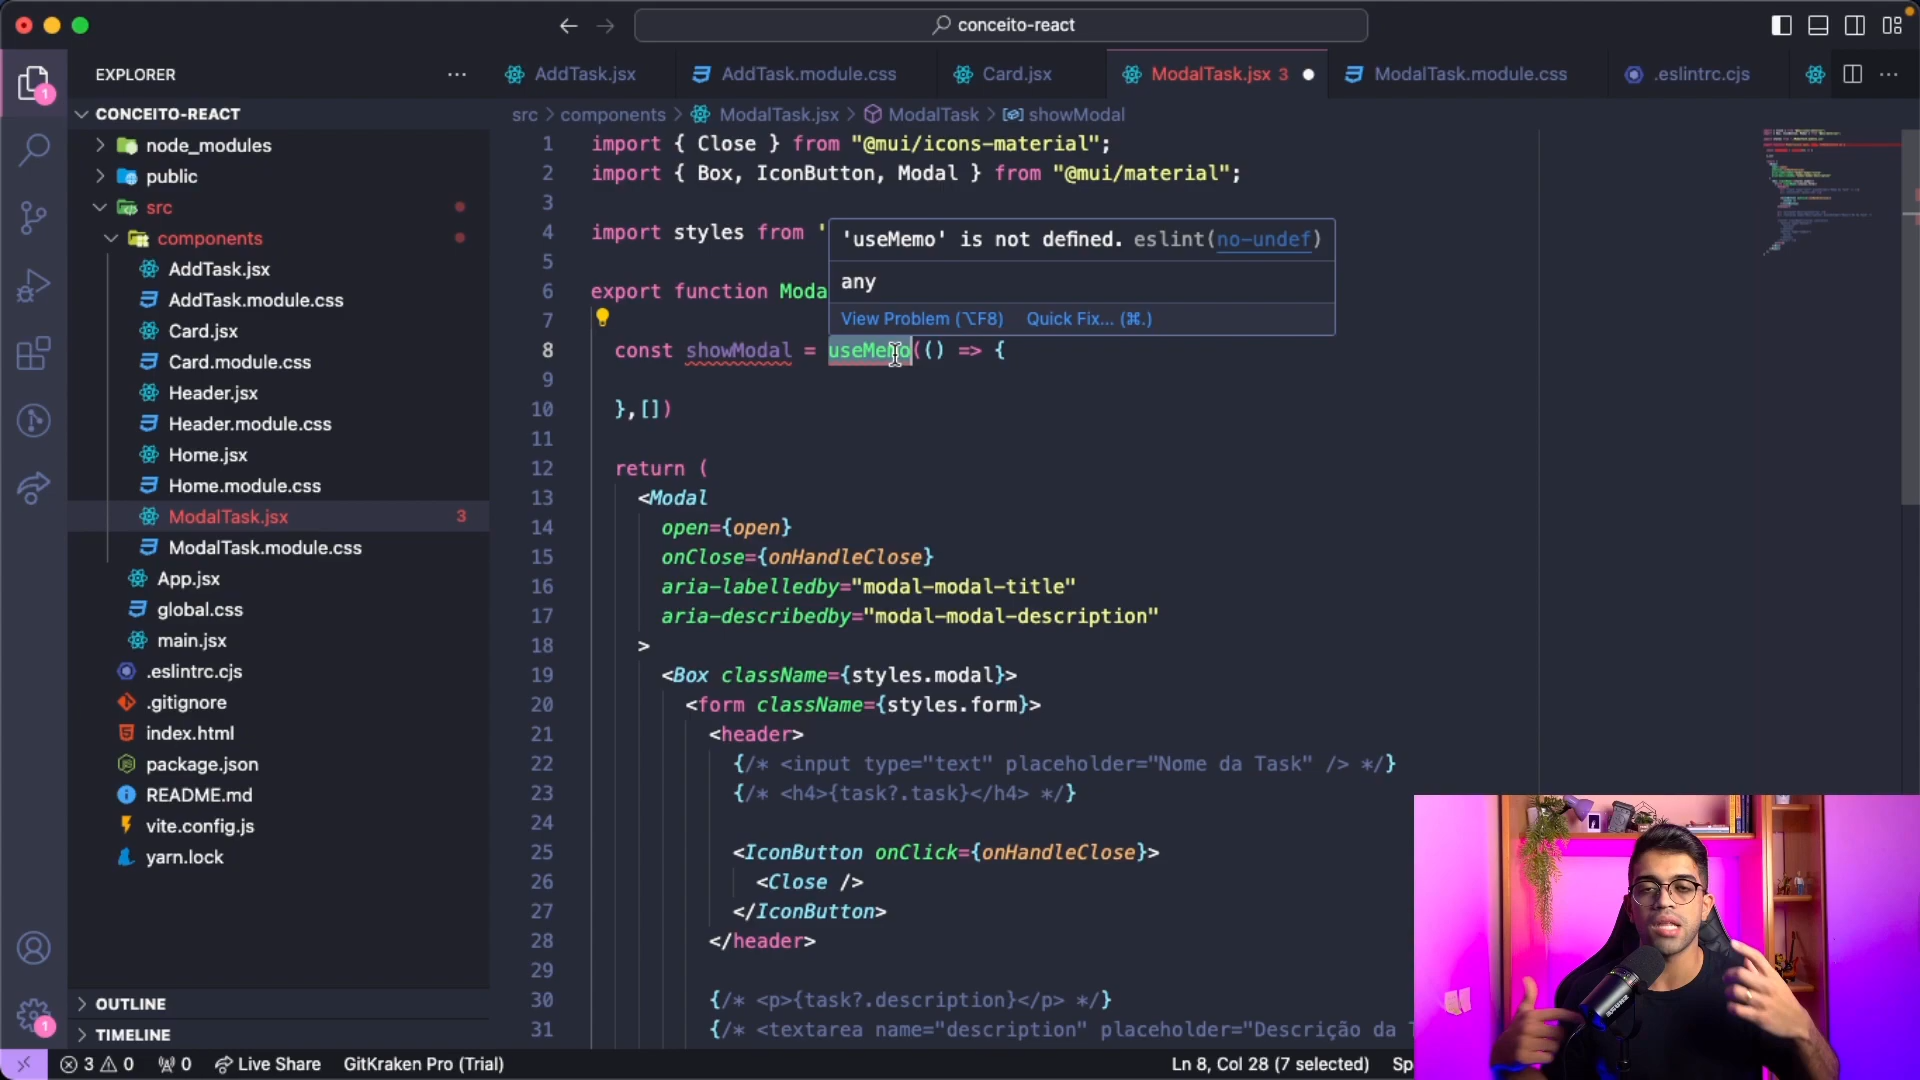 conceito-react
EXPLORER
AddTask.jsx
AddTask.module.css
Card.jsx
ModalTask.jsx 3
ModalTask.module.css
.eslintrc.cjs
CONCEITO-REACT
node_modules
public
src
components
AddTask.jsx
AddTask.module.css
Card.jsx
Card.module.css
Header.jsx
Header.module.css
Home.jsx
Home.module.css
ModalTask.jsx 3
ModalTask.module.css
App.jsx
global.css
main.jsx
.eslintrc.cjs
.gitignore
index.html
package.json
README.md
vite.config.js
yarn.lock
OUTLINE
TIMELINE
1
1
src > components > ModalTask.jsx > ModalTask > showModal
1 import { Close } from "@mui/icons-material";
2 import { Box, IconButton, Modal } from "@mui/material";
3
4 import styles from '
5
6 export function Moda
7
8 const showModal = useMemo(() => {
9
10 },[])
11
12 return (
13 <Modal
14 open={open}
15 onClose={onHandleClose}
16 aria-labelledby="modal-modal-title"
17 aria-describedby="modal-modal-description"
18 >
19 <Box className={styles.modal}>
20 <form className={styles.form}>
21 <header>
22 {/* <input type="text" placeholder="Nome da Task" /> */}
23 {/* <h4>{task?.task}</h4> */}
24
25 <IconButton onClick={onHandleClose}>
26 <Close />
27 </IconButton>
28 </header>
29
30 {/* <p>{task?.description}</p> */}
31 {/* <textarea name="description" placeholder="Descrição da T
'useMemo' is not defined. eslint(no-undef)
any
View Problem (⌥F8) Quick Fix... (⌘.)
3 0 0 Live Share GitKraken Pro (Trial)
Ln 8, Col 28 (7 selected) Sp